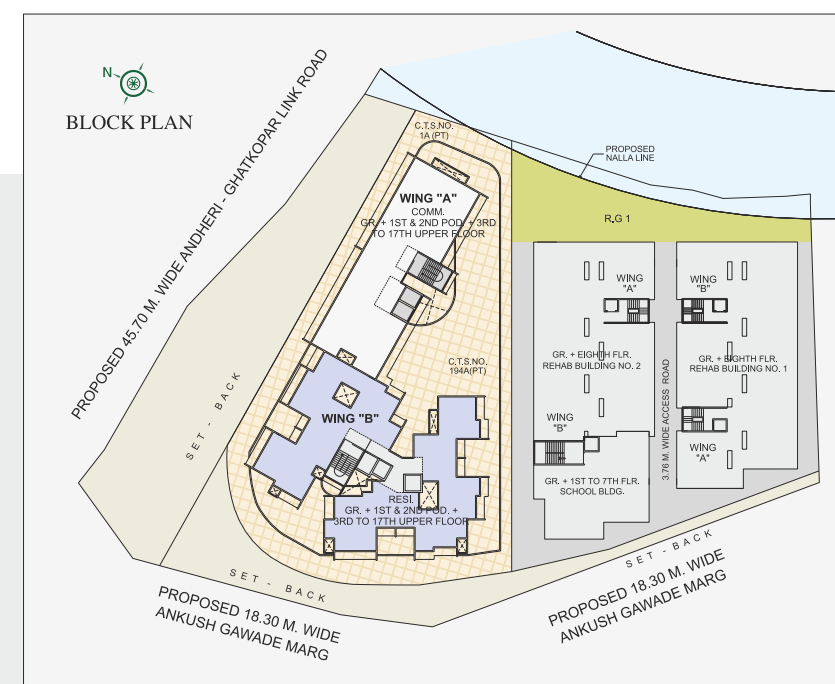 N
BLOCK PLAN
PROPOSED 45.70 M. WIDE ANDHERI - GHATKOPAR LINK ROAD
C.T.S.NO.
1A (PT)
PROPOSED
NALLA LINE
WING "A"
COMM.
GR. + 1ST & 2ND POD. + 3RD
TO 17TH UPPER FLOOR
R.G 1
WING
"A"
WING
"B"
C.T.S.NO.
194A(PT)
GR. + EIGHTH FLR.
REHAB BUILDING NO. 2
GR. + EIGHTH FLR.
REHAB BUILDING NO. 1
3.76 M. WIDE ACCESS ROAD
SET - BACK
WING "B"
WING
"B"
WING
"A"
RESI.
GR. + 1ST & 2ND POD. +
3RD TO 17TH UPPER FLOOR
GR. + 1ST TO 7TH FLR.
SCHOOL BLDG.
SET - BACK
SET - BACK
PROPOSED 18.30 M. WIDE
ANKUSH GAWADE MARG
PROPOSED 18.30 M. WIDE
ANKUSH GAWADE MARG